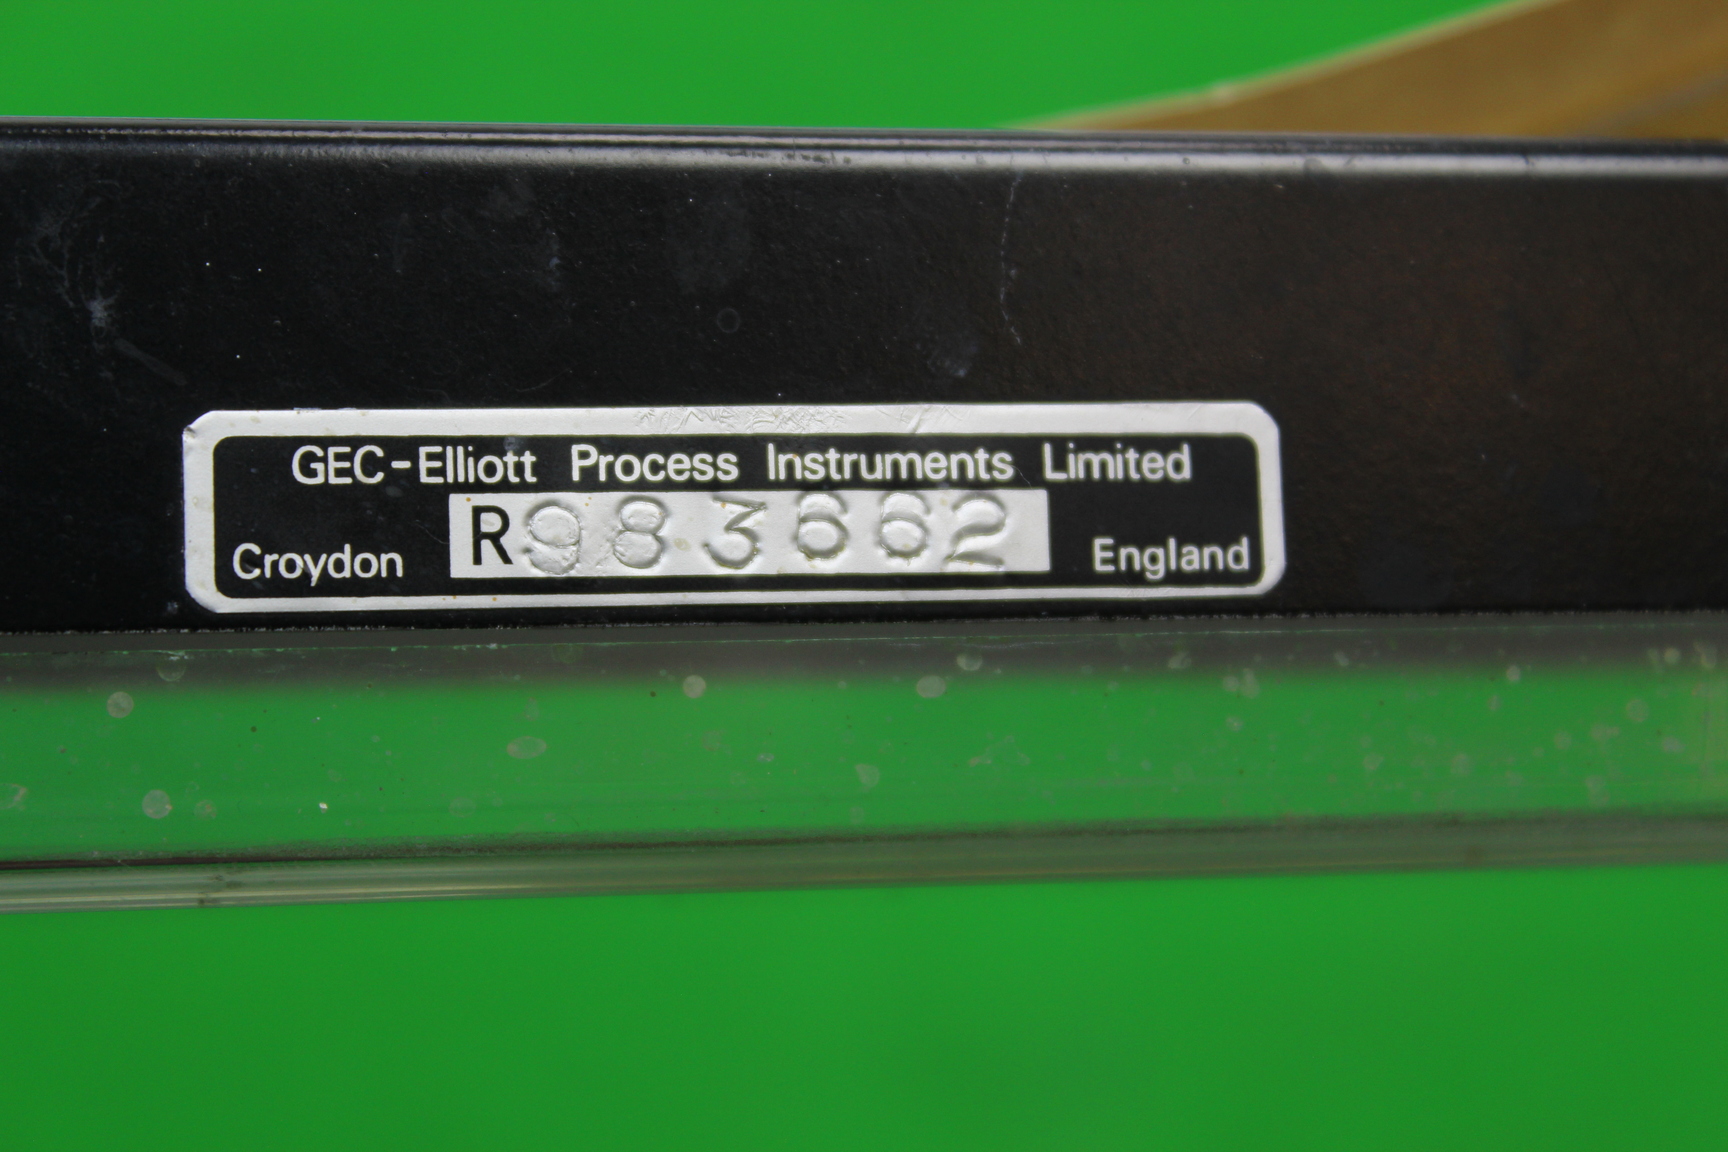 GEC-Elliott Process Instruments Limited
R983662
Croydon England